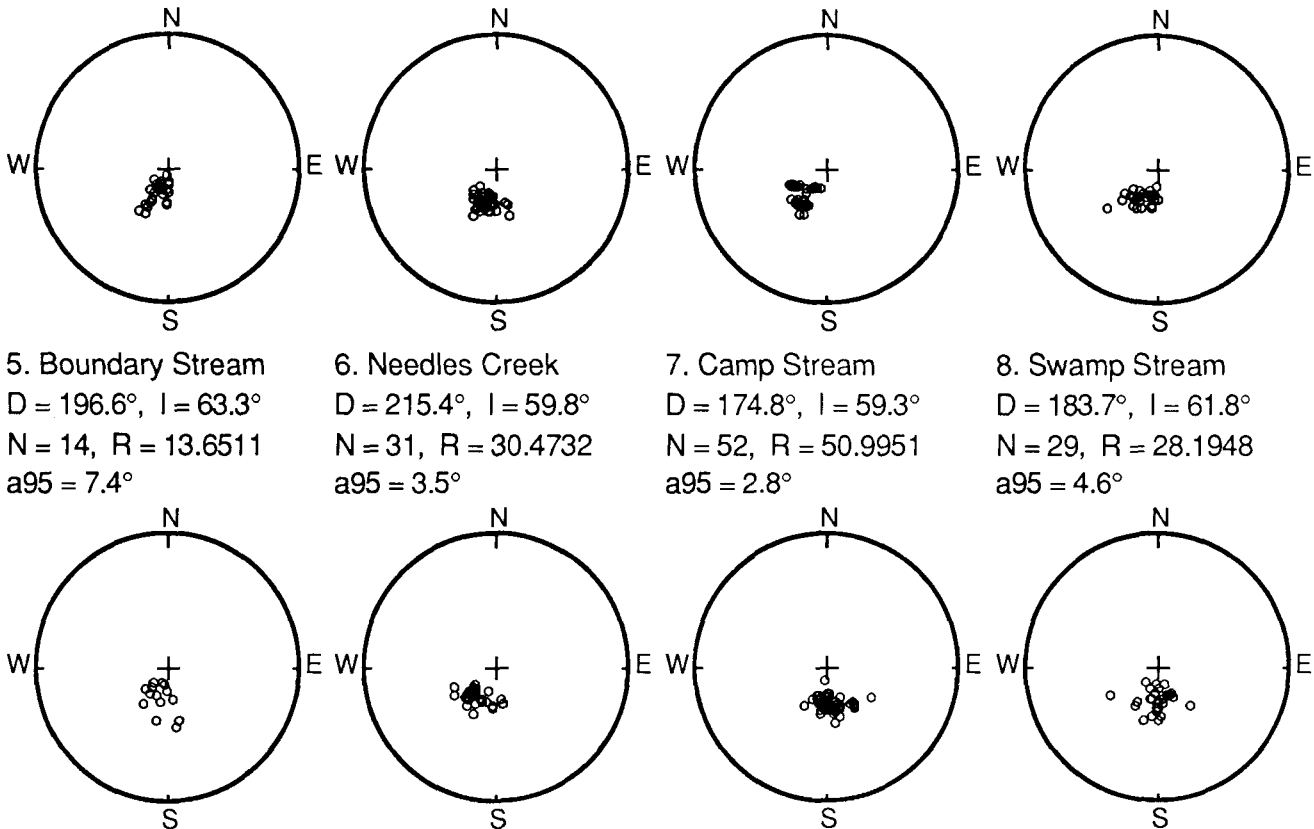 N N N N
W E W E W E W E
S S S S
5. Boundary Stream
D = 196.6°, I = 63.3°
N = 14, R = 13.6511
a95 = 7.4°
6. Needles Creek
D = 215.4°, I = 59.8°
N = 31, R = 30.4732
a95 = 3.5°
7. Camp Stream
D = 174.8°, I = 59.3°
N = 52, R = 50.9951
a95 = 2.8°
8. Swamp Stream
D = 183.7°, I = 61.8°
N = 29, R = 28.1948
a95 = 4.6°
N N N N
W E W E W E W E
S S S S